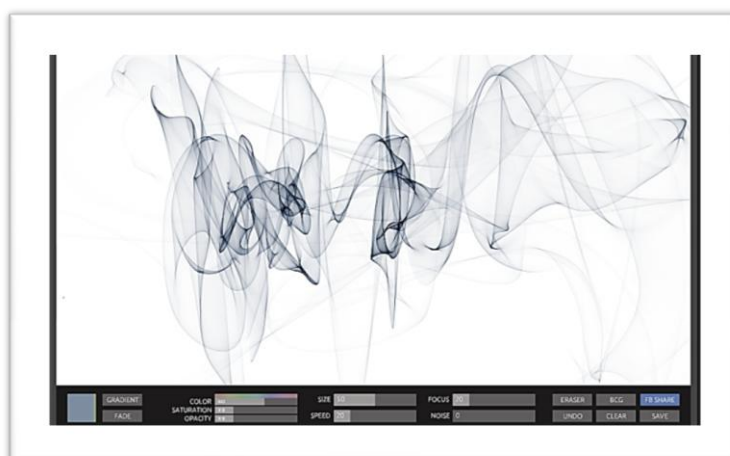 GRADIENT COLOR SIZE 10 FOCUS 20 ERASER BCG FB SHARE
SATURATION
FADE OPACITY SPEED 20 NOISE 0 UNDO CLEAR SAVE